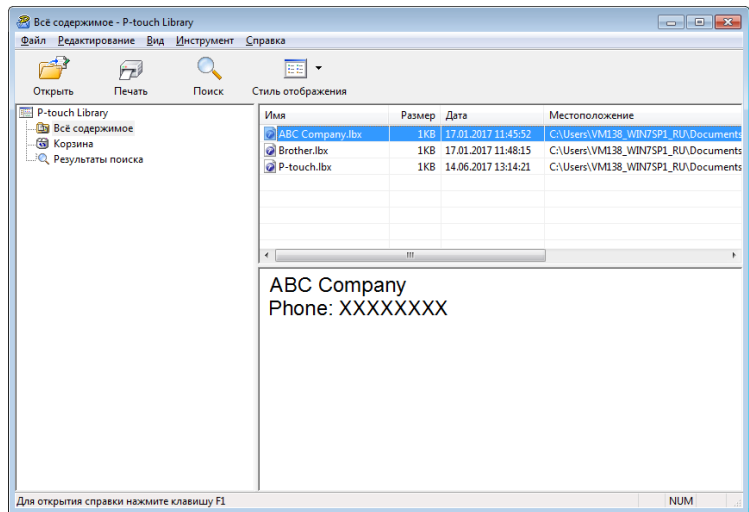 Всё содержимое - P-touch Library
Файл Редактирование Вид Инструмент Справка
Открыть Печать Поиск Стиль отображения
P-touch Library
Всё содержимое
Корзина
Результаты поиска
Имя Размер Дата Местоположение
ABC Company.lbx 1KB 17.01.2017 11:45:52 C:\Users\VM138_WIN7SP1_RU\Documents
Brother.lbx 1KB 17.01.2017 11:48:15 C:\Users\VM138_WIN7SP1_RU\Documents
P-touch.lbx 1KB 14.06.2017 13:14:21 C:\Users\VM138_WIN7SP1_RU\Documents
ABC Company
Phone: XXXXXXXX
Для открытия справки нажмите клавишу F1 NUM